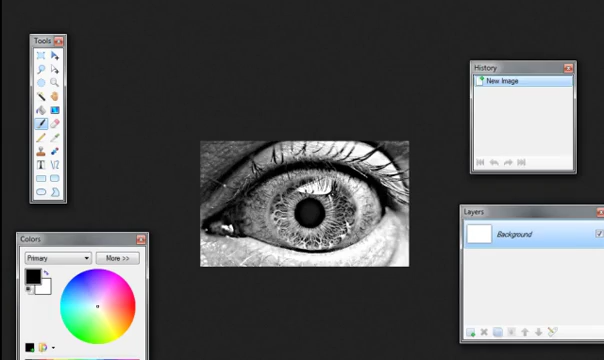 Tools
History
New Image
Layers
Background
Colors
Primary
More >>